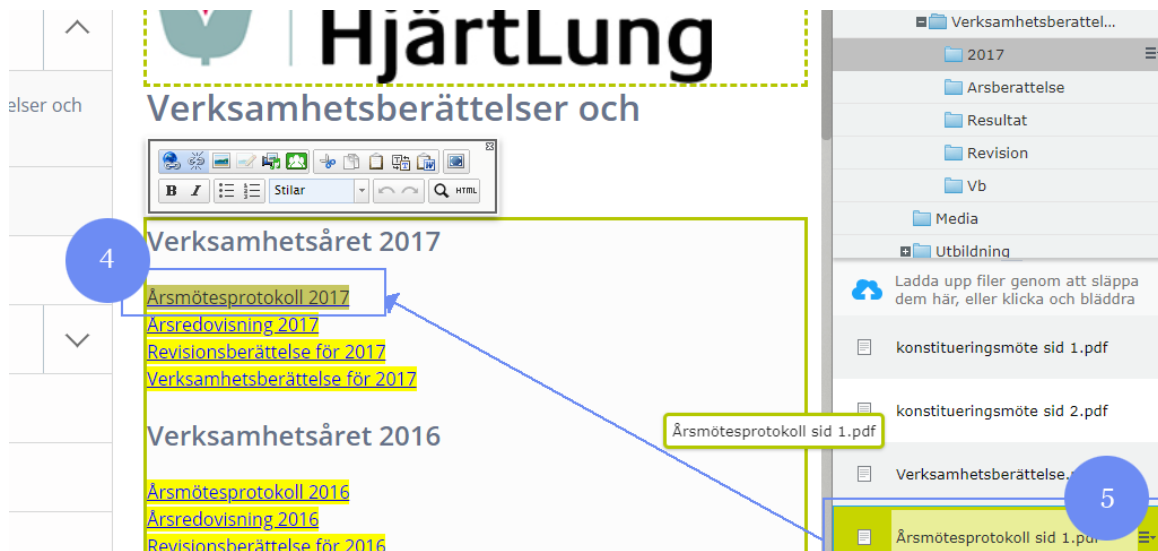 HjärtLung
elser och
Verksamhetsberättelser och
B I Stilar HTML
4
Verksamhetsåret 2017
Årsmötesprotokoll 2017
Årsredovisning 2017
Revisionsberättelse för 2017
Verksamhetsberättelse för 2017
Verksamhetsåret 2016
Årsmötesprotokoll 2016
Årsredovisning 2016
Revisionsberättelse för 2016
Årsmötesprotokoll sid 1.pdf
Verksamhetsberattel...
2017
Arsberattelse
Resultat
Revision
Vb
Media
Utbildning
Ladda upp filer genom att släppa
dem här, eller klicka och bläddra
konstitueringsmöte sid 1.pdf
konstitueringsmöte sid 2.pdf
Verksamhetsberättelse.
5
Årsmötesprotokoll sid 1.pdf